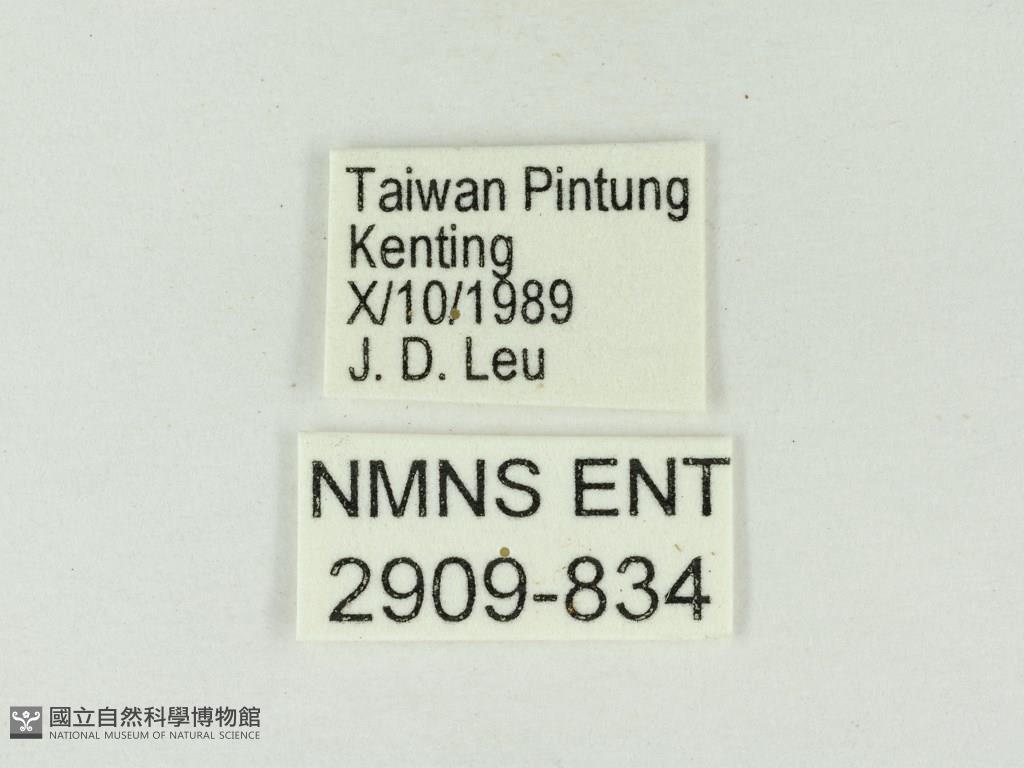 Taiwan Pintung
Kenting
X/10/1989
J. D. Leu
NMNS ENT
2909-834
國立自然科學博物館
NATIONAL MUSEUM OF NATURAL SCIENCE